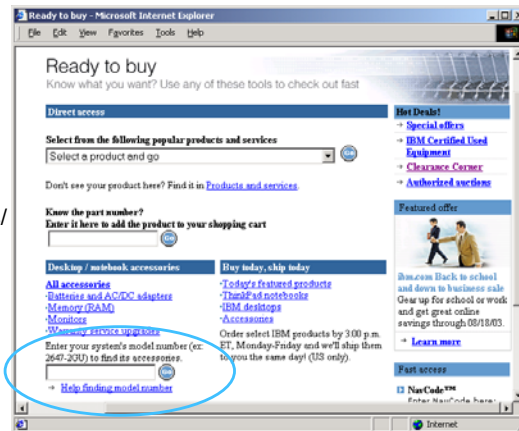 Ready to buy - Microsoft Internet Explorer
File Edit View Favorites Tools Help
Ready to buy
Know what you want? Use any of these tools to check out fast
Direct access
Select from the following popular products and services
Select a product and go
Go
Don't see your product here? Find it in Products and services.
Know the part number?
Enter it here to add the product to your shopping cart
Go
/
Desktop / notebook accessories
All accessories
·Batteries and AC/DC adapters
·Memory (RAM)
·Monitors
·Warranty service upgrades
Enter your system's model number (ex:
2647-2GU) to find its accessories.
Go
→ Help finding model number
Buy today, ship today
·Today's featured products
·ThinkPad notebooks
·IBM desktops
·Accessories
Order select IBM products by 3:00 p.m.
ET, Monday-Friday and we'll ship them
to you the same day! (US only).
Hot Deals!
→ Special offers
→ IBM Certified Used
Equipment
→ Clearance Corner
→ Authorized auctions
Featured offer
ibm.com Back to school
and down to business sale
Gear up for school or work
and get great online
savings through 08/18/03.
→ Learn more
Fast access
NavCode™
Enter NavCode here:
Internet